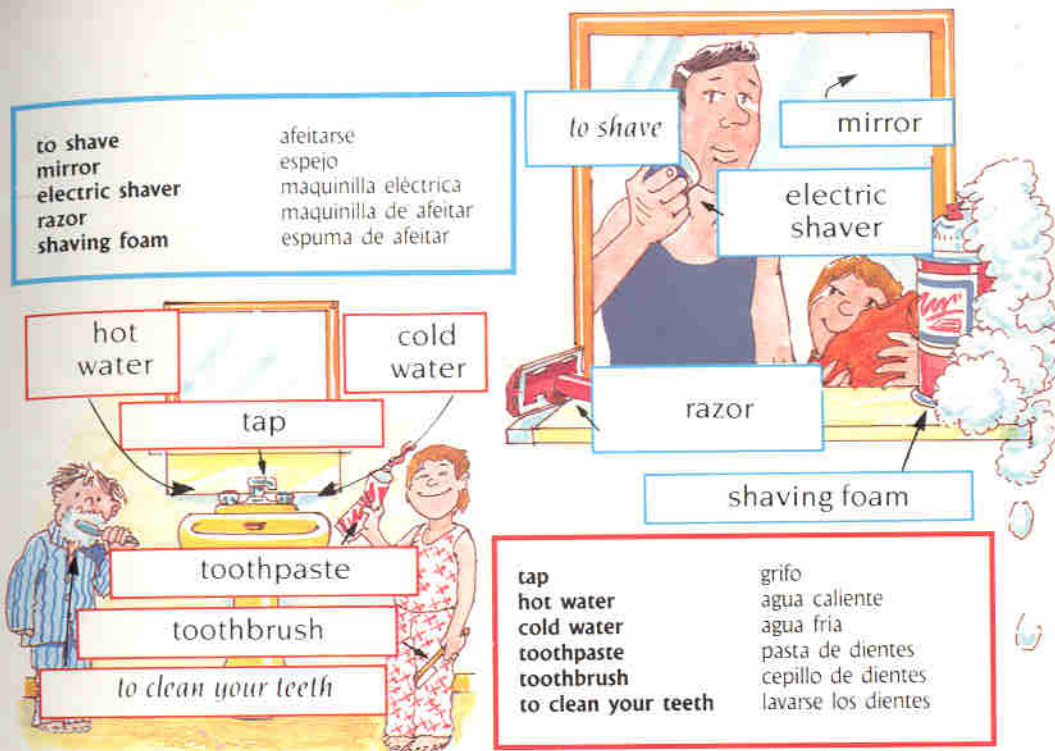 to shave afeitarse
mirror espejo
electric shaver maquinilla eléctrica
razor maquinilla de afeitar
shaving foam espuma de afeitar
to shave
mirror
electric
shaver
razor
shaving foam
hot
water
cold
water
tap
toothpaste
toothbrush
to clean your teeth
tap grifo
hot water agua caliente
cold water agua fria
toothpaste pasta de dientes
toothbrush cepillo de dientes
to clean your teeth lavarse los dientes